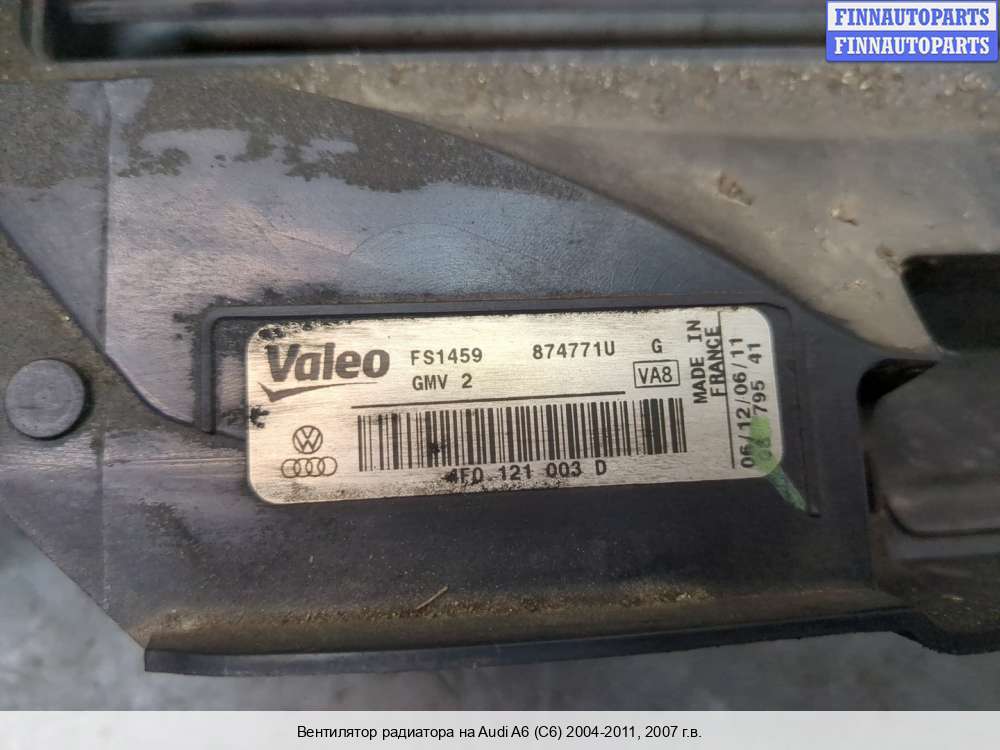 FINNAUTOPARTS
FINNAUTOPARTS
Valeo FS1459 874771U G
GMV 2 VA8
MADE IN
FRANCE
06/12/06/11
795 41
4F0 121 003 D
Вентилятор радиатора на Audi A6 (C6) 2004-2011, 2007 г.в.